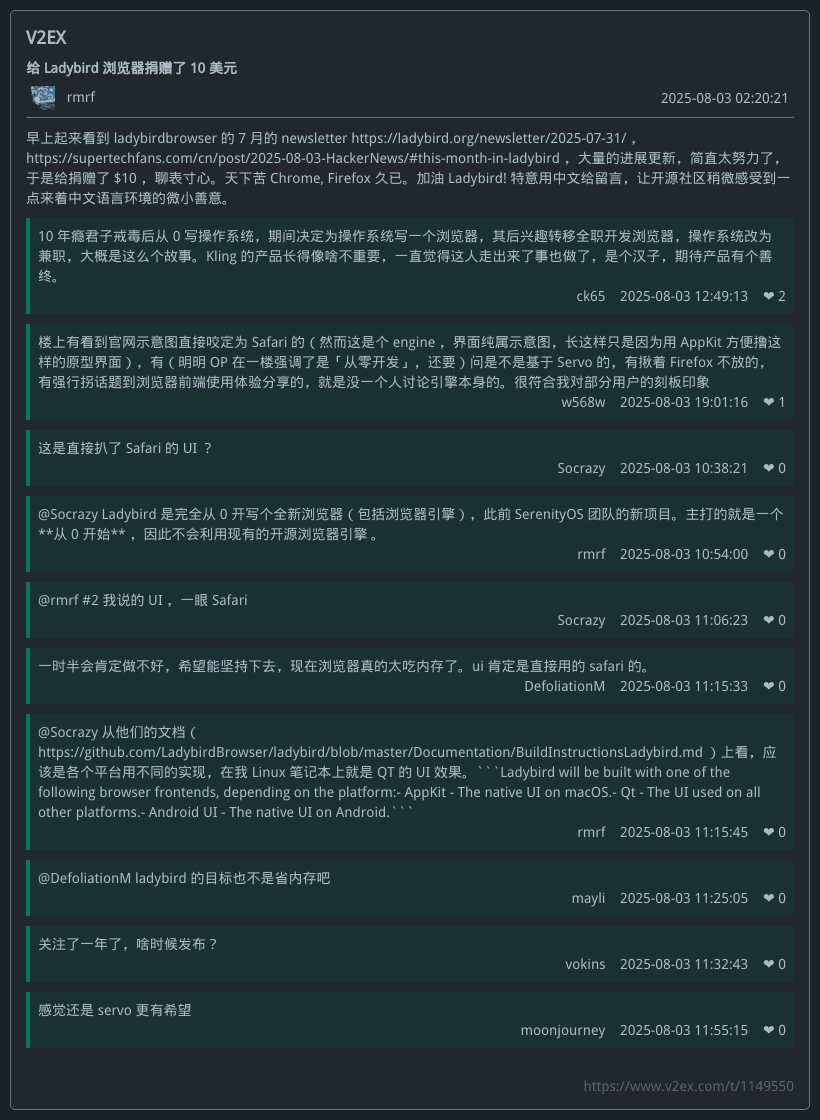 V2EX
给 Ladybird 浏览器捐赠了 10 美元
rmrf 2025-08-03 02:20:21
早上起来看到 ladybirdbrowser 的 7 月的 newsletter https://ladybird.org/newsletter/2025-07-31/ ，
https://supertechfans.com/cn/post/2025-08-03-HackerNews/#this-month-in-ladybird ，大量的进展更新，简直太努力了，
于是给捐赠了 $10 ，聊表寸心。天下苦 Chrome, Firefox 久已。加油 Ladybird! 特意用中文给留言，让开源社区稍微感受到一
点来着中文语言环境的微小善意。
10 年瘾君子戒毒后从 0 写操作系统，期间决定为操作系统写一个浏览器，其后兴趣转移全职开发浏览器，操作系统改为
兼职，大概是这么个故事。Kling 的产品长得像啥不重要，一直觉得这人走出来了事也做了，是个汉子，期待产品有个善
终。
ck65 2025-08-03 12:49:13 ❤ 2
楼上有看到官网示意图直接咬定为 Safari 的（然而这是个 engine ，界面纯属示意图，长这样只是因为用 AppKit 方便撸这
样的原型界面），有（明明 OP 在一楼强调了是「从零开发」，还要）问是不是基于 Servo 的，有揪着 Firefox 不放的，
有强行拐话题到浏览器前端使用体验分享的，就是没一个人讨论引擎本身的。很符合我对部分用户的刻板印象
w568w 2025-08-03 19:01:16 ❤ 1
这是直接扒了 Safari 的 UI ？
Socrazy 2025-08-03 10:38:21 ❤ 0
@Socrazy Ladybird 是完全从 0 开写个全新浏览器（包括浏览器引擎），此前 SerenityOS 团队的新项目。主打的就是一个
**从 0 开始** ，因此不会利用现有的开源浏览器引擎 。
rmrf 2025-08-03 10:54:00 ❤ 0
@rmrf #2 我说的 UI ，一眼 Safari
Socrazy 2025-08-03 11:06:23 ❤ 0
一时半会肯定做不好，希望能坚持下去，现在浏览器真的太吃内存了。ui 肯定是直接用的 safari 的。
DefoliationM 2025-08-03 11:15:33 ❤ 0
@Socrazy 从他们的文档（
https://github.com/LadybirdBrowser/ladybird/blob/master/Documentation/BuildInstructionsLadybird.md ）上看，应
该是各个平台用不同的实现，在我 Linux 笔记本上就是 QT 的 UI 效果。```Ladybird will be built with one of the
following browser frontends, depending on the platform:- AppKit - The native UI on macOS.- Qt - The UI used on all
other platforms.- Android UI - The native UI on Android.```
rmrf 2025-08-03 11:15:45 ❤ 0
@DefoliationM ladybird 的目标也不是省内存吧
mayli 2025-08-03 11:25:05 ❤ 0
关注了一年了，啥时候发布？
vokins 2025-08-03 11:32:43 ❤ 0
感觉还是 servo 更有希望
moonjourney 2025-08-03 11:55:15 ❤ 0
https://www.v2ex.com/t/1149550